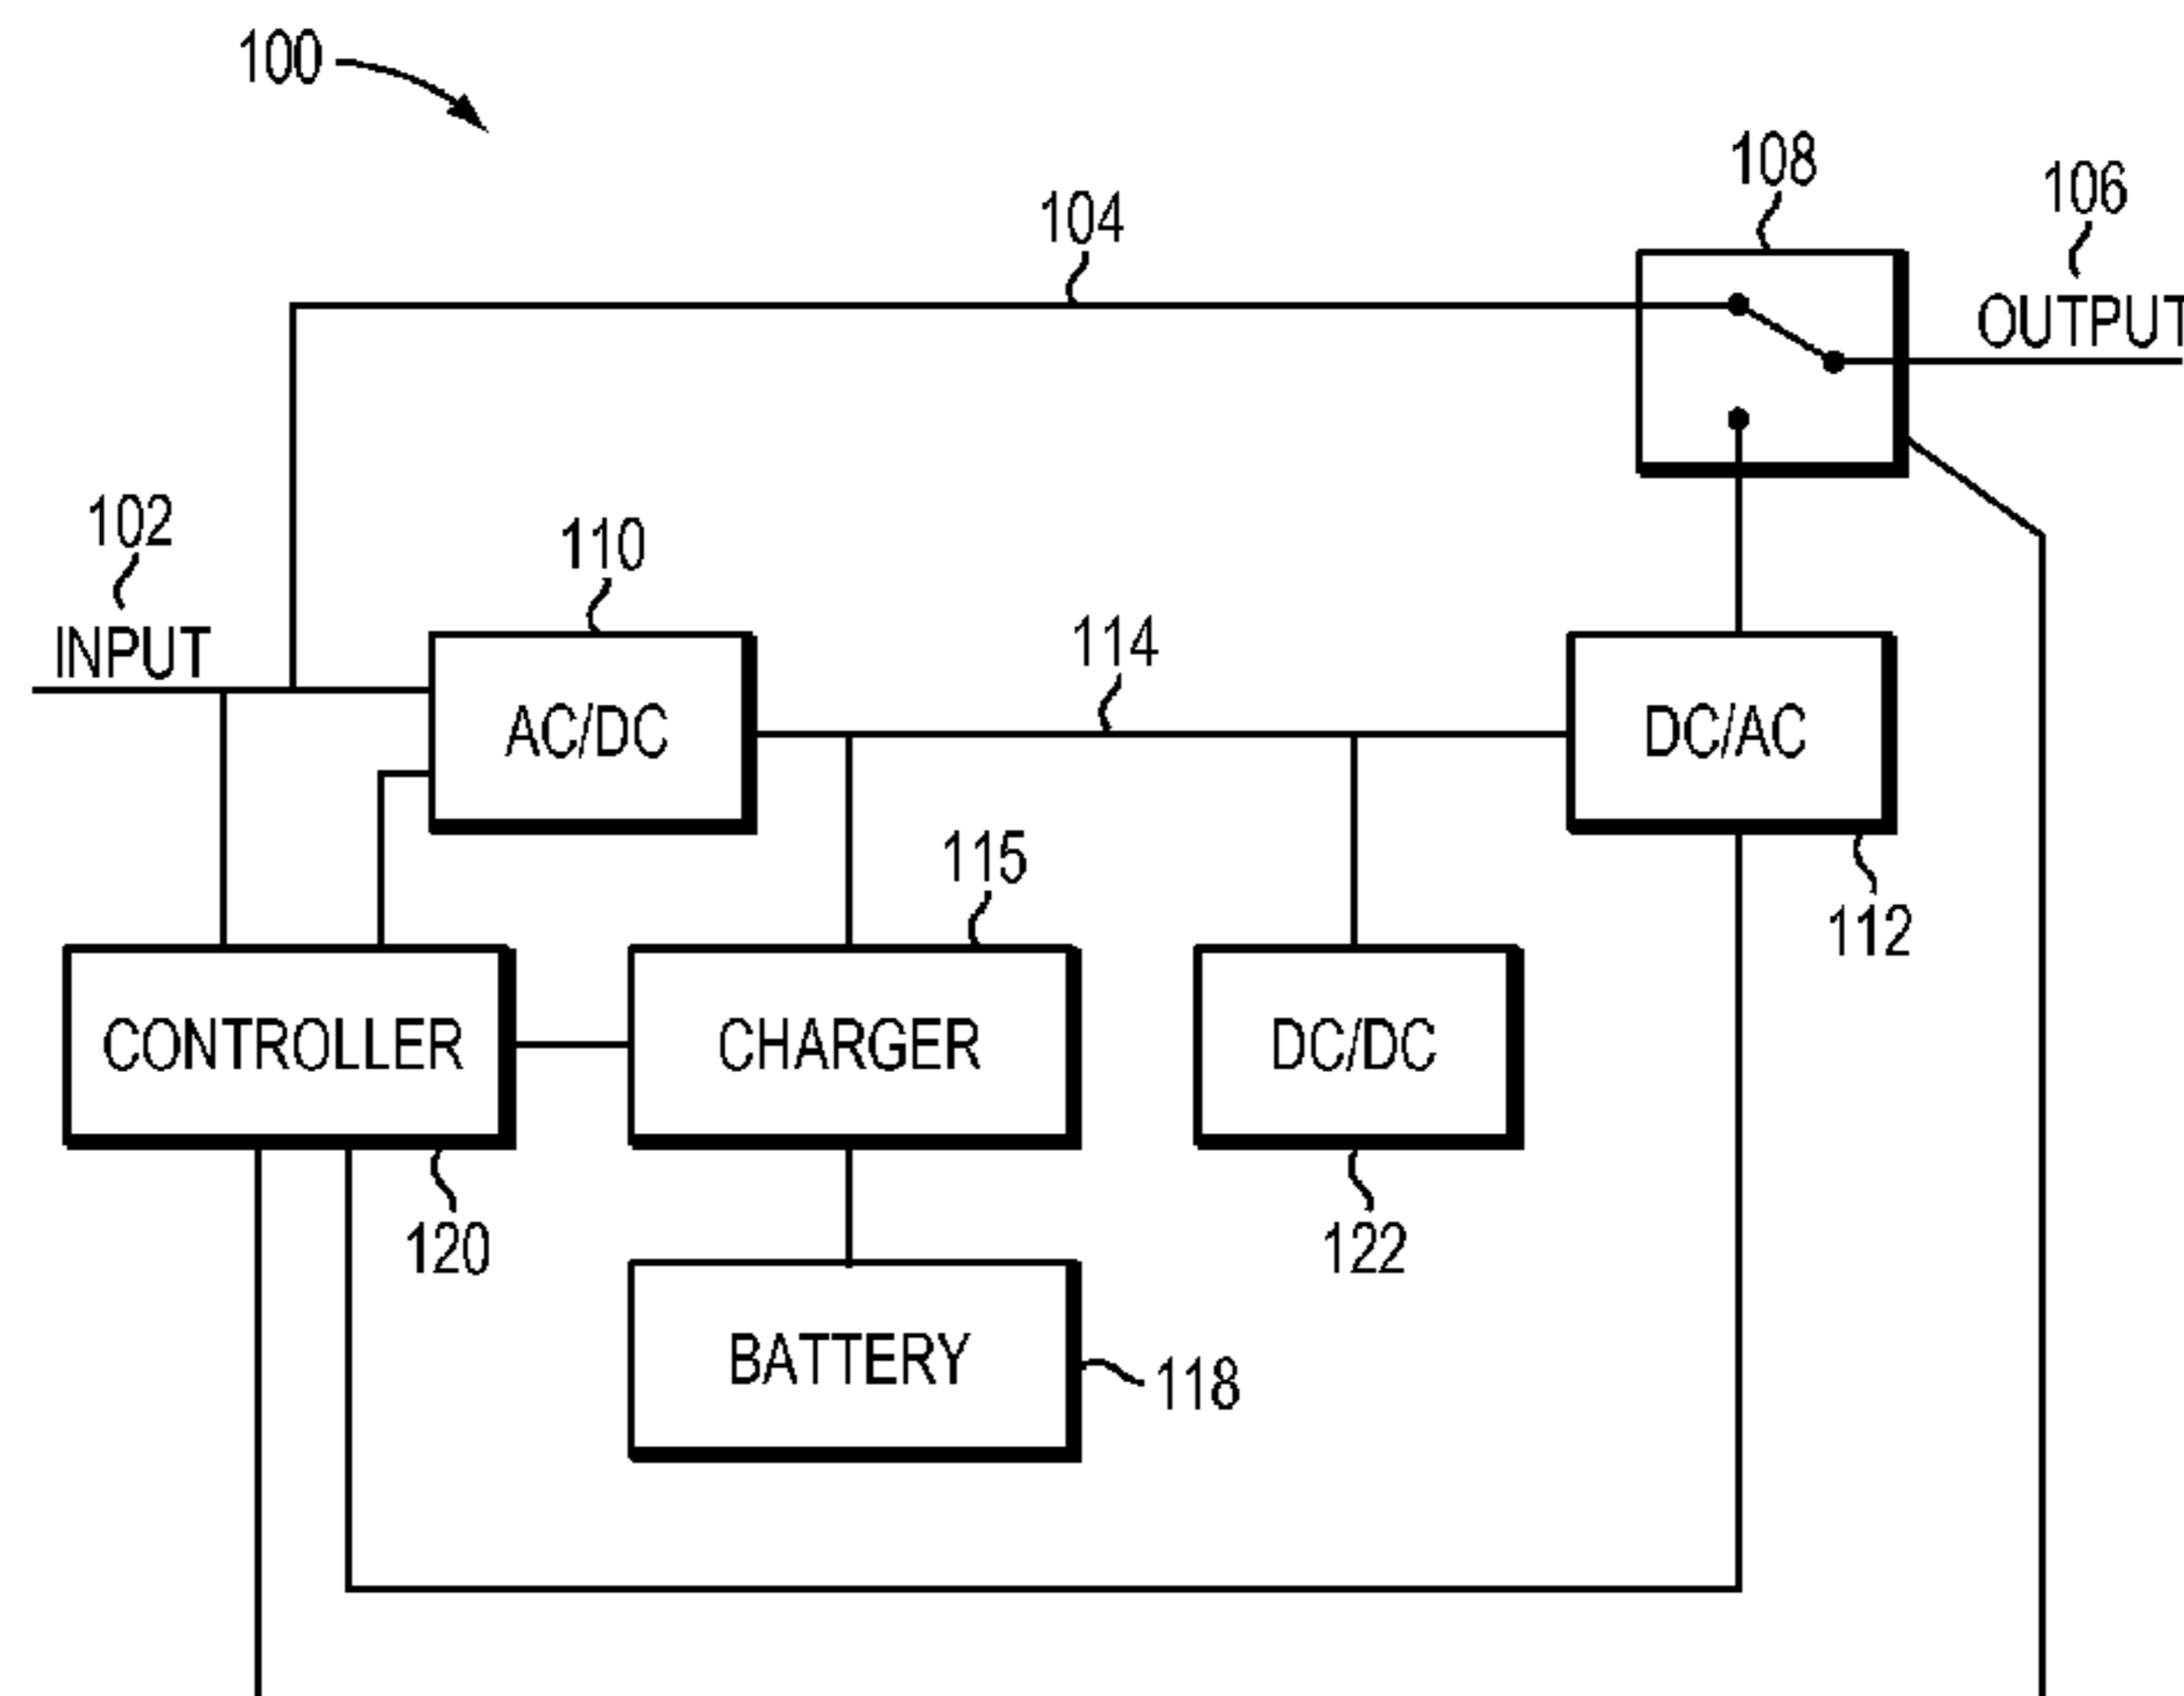 100
108
106
104
OUTPUT
102
110
INPUT
114
AC/DC
DC/AC
115
112
CONTROLLER
CHARGER
DC/DC
120
122
BATTERY
118